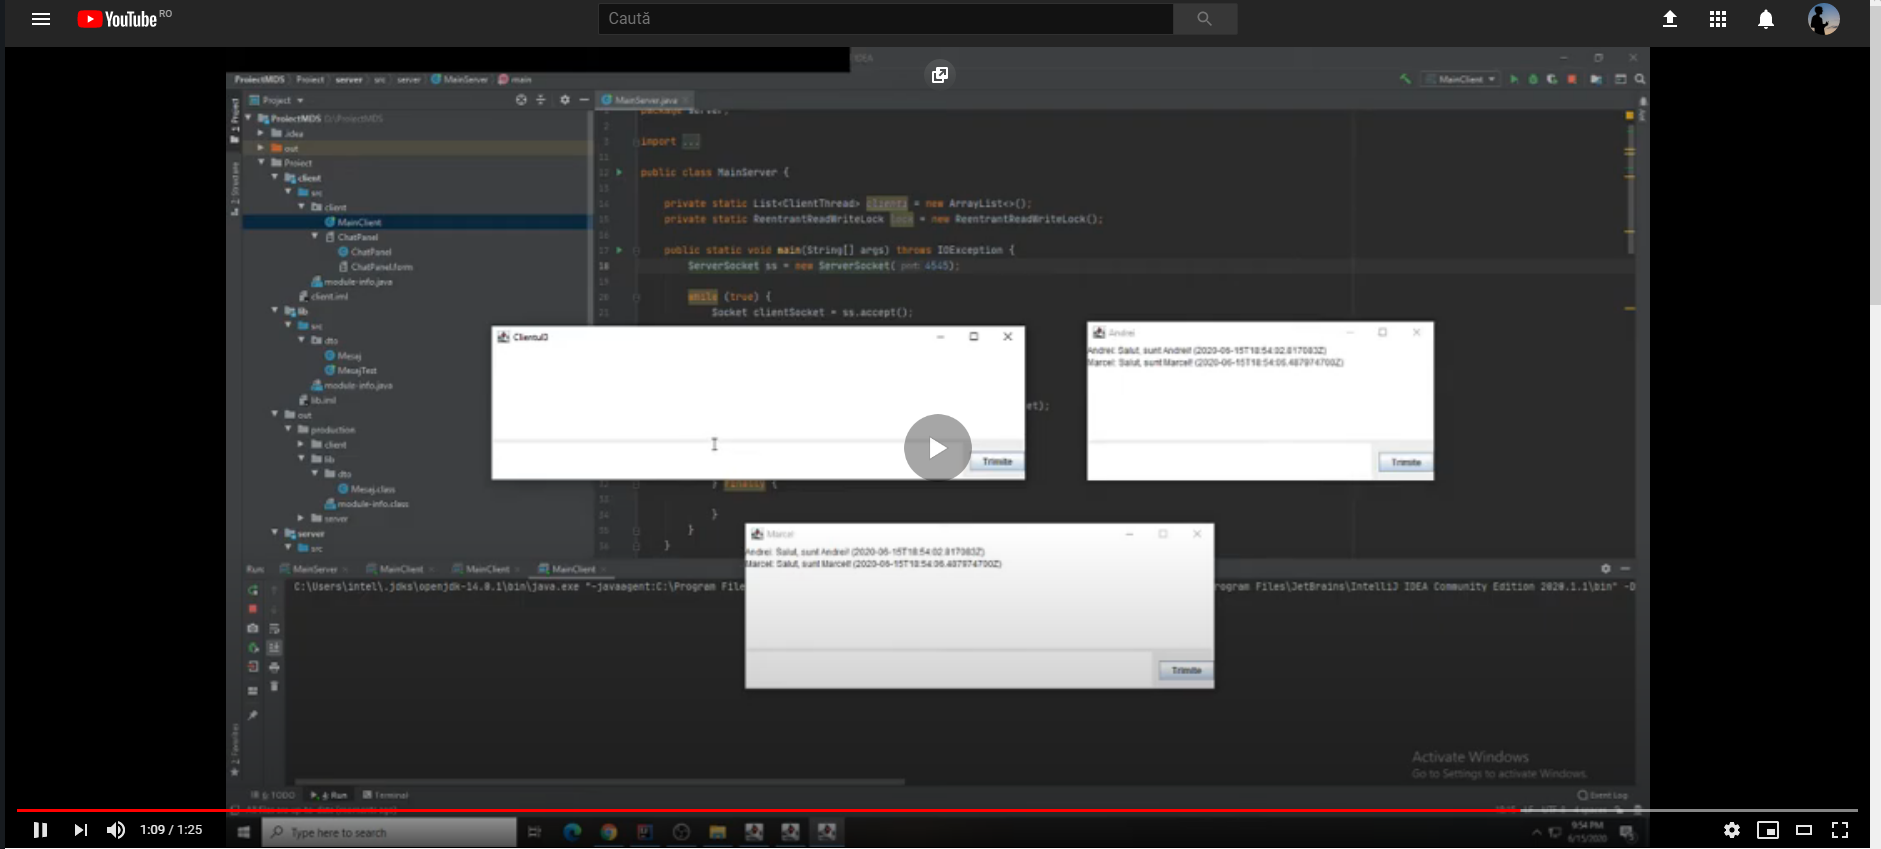 YouTube RO
Caută
IDEA
ProiectMDS Proiect server src server MainServer main
MainClient
Project
MainServer.java
1: Project
2: Structure
2: Favorites
ProiectMDS D:\ProiectMDS
.idea
out
Proiect
client
src
client
MainClient
ChatPanel
ChatPanel
ChatPanel.form
module-info.java
client.iml
lib
src
dto
Mesaj
MesajTest
module-info.java
lib.iml
out
production
client
lib
dto
Mesaj.class
module-info.class
server
server
src
package server;
import ...
public class MainServer {
private static List<ClientThread> clienti = new ArrayList<>();
private static ReentrantReadWriteLock lock = new ReentrantReadWriteLock();
public static void main(String[] args) throws IOException {
ServerSocket ss = new ServerSocket( port: 4545);
while (true) {
Socket clientSocket = ss.accept();
et);
} finally {
}
}
}
Clientul3
Trimite
Andrei
Andrei: Salut, sunt Andrei! (2020-06-15T18:54:02.817083Z)
Marcel: Salut, sunt Marcel! (2020-06-15T18:54:06.487974700Z)
Trimite
Marcel
Andrei: Salut, sunt Andrei! (2020-06-15T18:54:02.817083Z)
Marcel: Salut, sunt Marcel! (2020-06-15T18:54:06.487974700Z)
Trimite
Run: MainServer MainClient MainClient MainClient
C:\Users\intel\.jdks\openjdk-14.0.1\bin\java.exe "-javaagent:C:\Program File
rogram Files\JetBrains\IntelliJ IDEA Community Edition 2020.1.1\bin" -D
Activate Windows
Go to Settings to activate Windows.
6: TODO 4: Run Terminal
Event Log
1:09 / 1:25
Type here to search
9:54 PM
6/15/2020